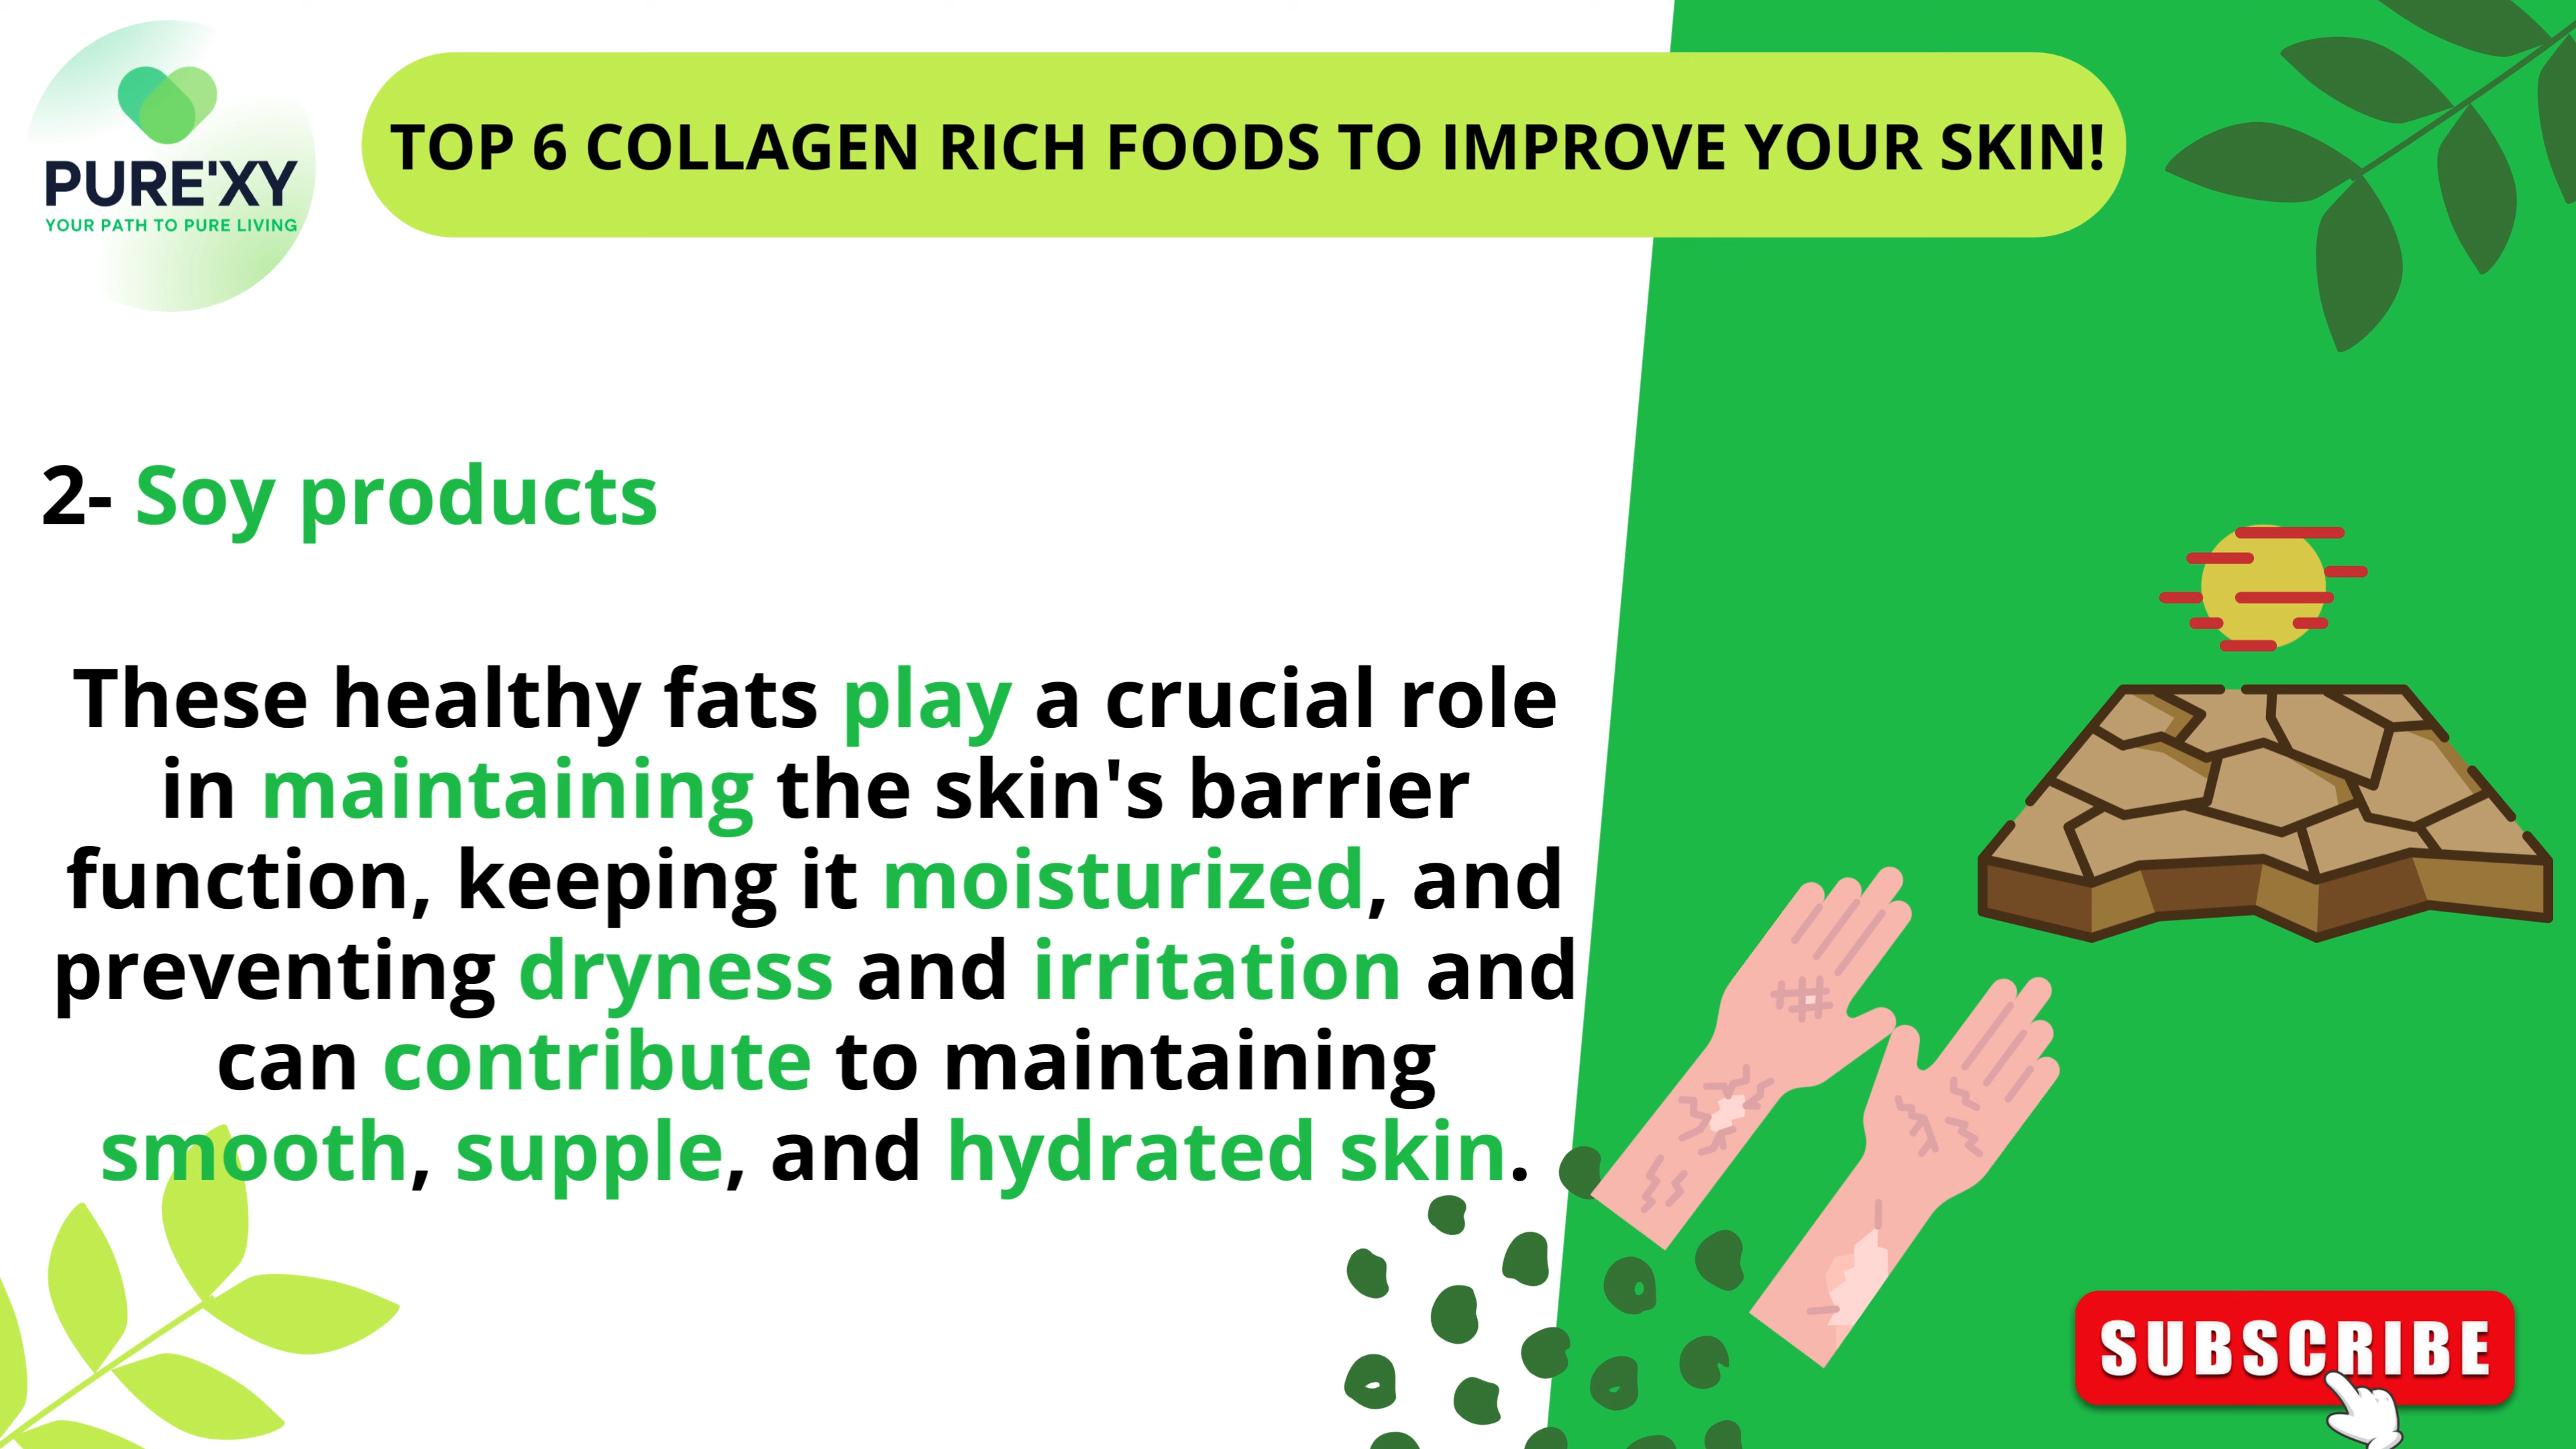 PURE'XY
YOUR PATH TO PURE LIVING
TOP 6 COLLAGEN RICH FOODS TO IMPROVE YOUR SKIN!
2- Soy products
These healthy fats play a crucial role
in maintaining the skin's barrier
function, keeping it moisturized, and
preventing dryness and irritation and
can contribute to maintaining
smooth, supple, and hydrated skin.
SUBSCRIBE